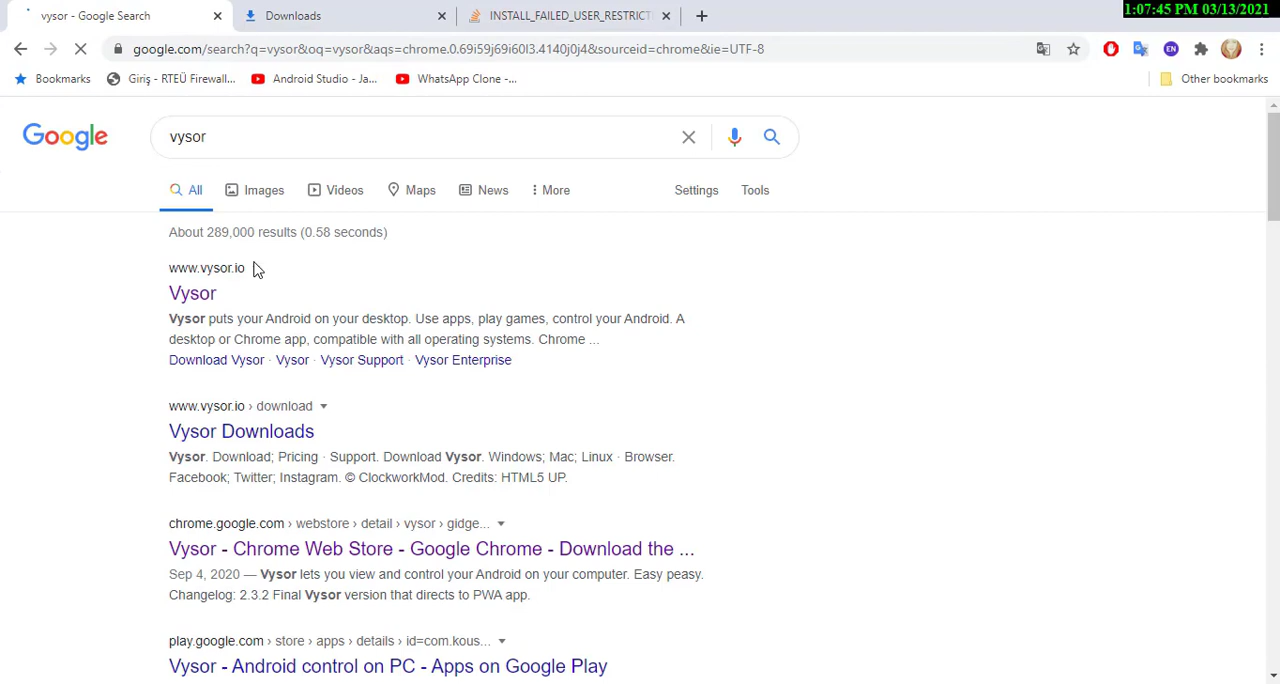 1:07:45 PM 03/13/2021
vysor - Google Search
Downloads
INSTALL_FAILED_USER_RESTRICT
google.com/search?q=vysor&oq=vysor&aqs=chrome.0.69i59j69i60l3.4140j0j4&sourceid=chrome&ie=UTF-8
Bookmarks
Giriş - RTEÜ Firewall...
Android Studio - Ja...
WhatsApp Clone -...
Other bookmarks
Google
vysor
All
Images
Videos
Maps
News
More
Settings
Tools
About 289,000 results (0.58 seconds)
www.vysor.io
Vysor
Vysor puts your Android on your desktop. Use apps, play games, control your Android. A
desktop or Chrome app, compatible with all operating systems. Chrome ...
Download Vysor · Vysor · Vysor Support · Vysor Enterprise
www.vysor.io › download
Vysor Downloads
Vysor. Download; Pricing · Support. Download Vysor. Windows; Mac; Linux · Browser.
Facebook; Twitter; Instagram. © ClockworkMod. Credits: HTML5 UP.
chrome.google.com › webstore › detail › vysor › gidge...
Vysor - Chrome Web Store - Google Chrome - Download the ...
Sep 4, 2020 — Vysor lets you view and control your Android on your computer. Easy peasy.
Changelog: 2.3.2 Final Vysor version that directs to PWA app.
play.google.com › store › apps › details › id=com.kous...
Vysor - Android control on PC - Apps on Google Play